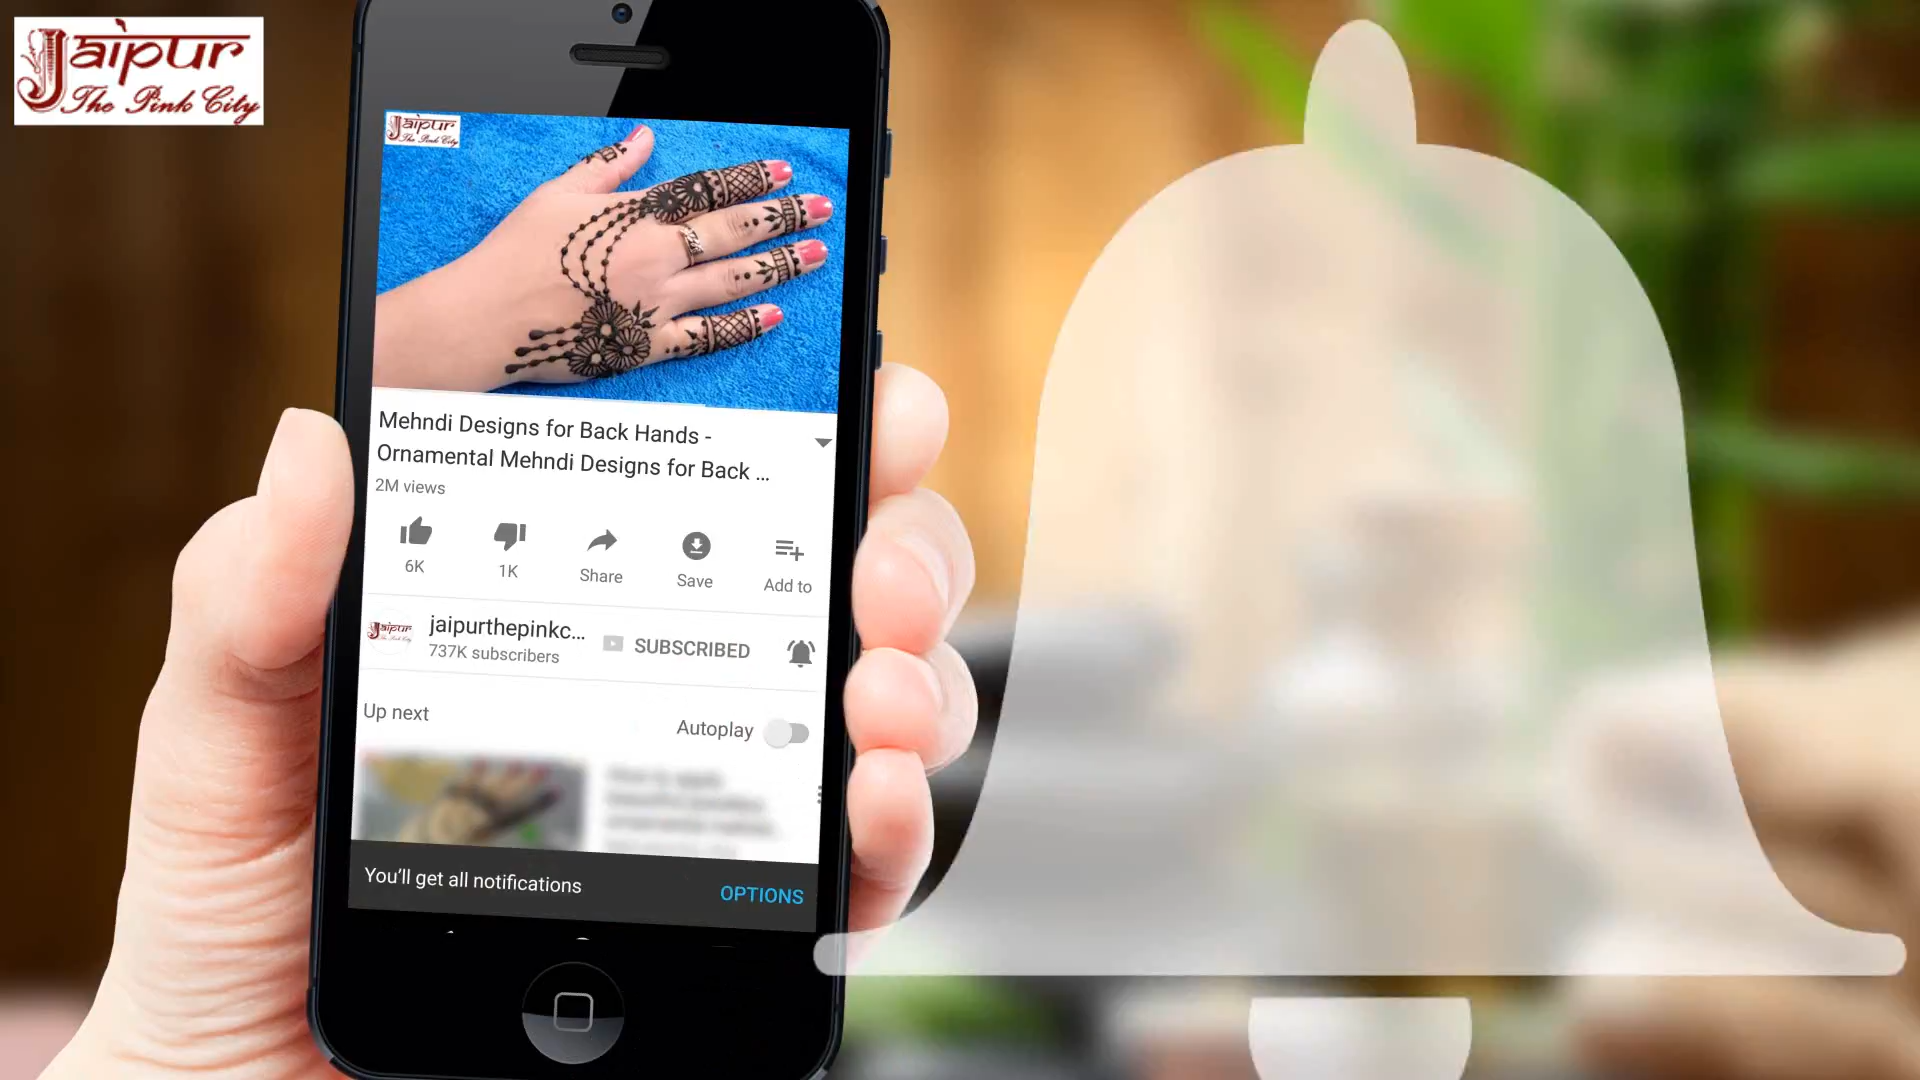 Jaipur
The Pink City
Jaipur
The Pink City
Mehndi Designs for Back Hands -
Ornamental Mehndi Designs for Back ...
2M views
6K
1K
Share
Save
Add to
Jaipur
jaipurthepinkc...
737K subscribers
SUBSCRIBED
Up next
Autoplay
You'll get all notifications
OPTIONS